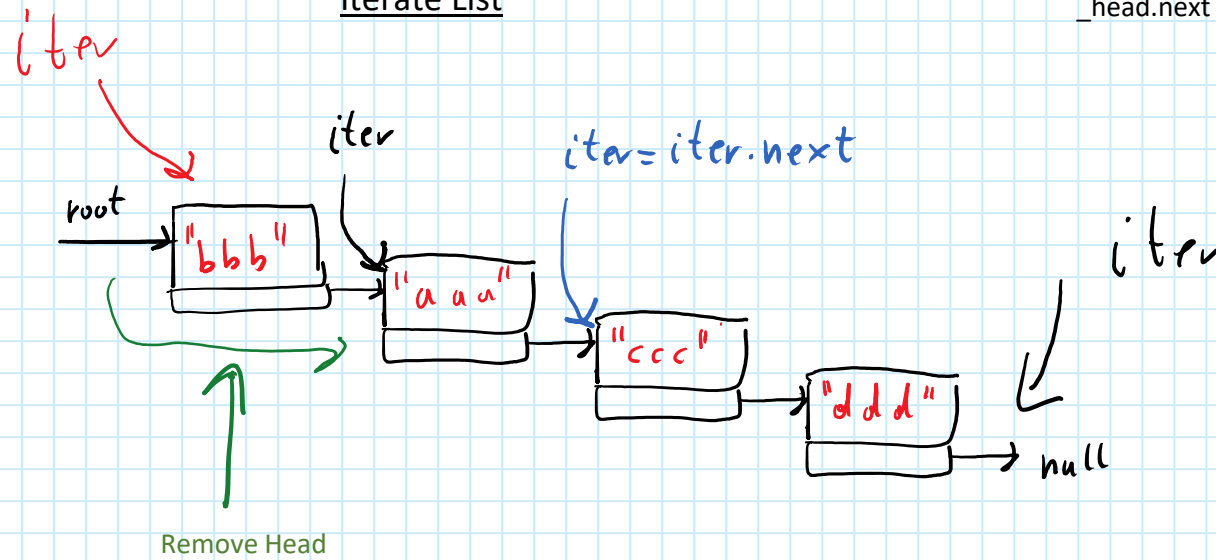 Iterate List
_head.next
iter
iter
iter=iter.next
root
iter
"bbb"
"aaa"
"ccc"
"ddd"
null
Remove Head